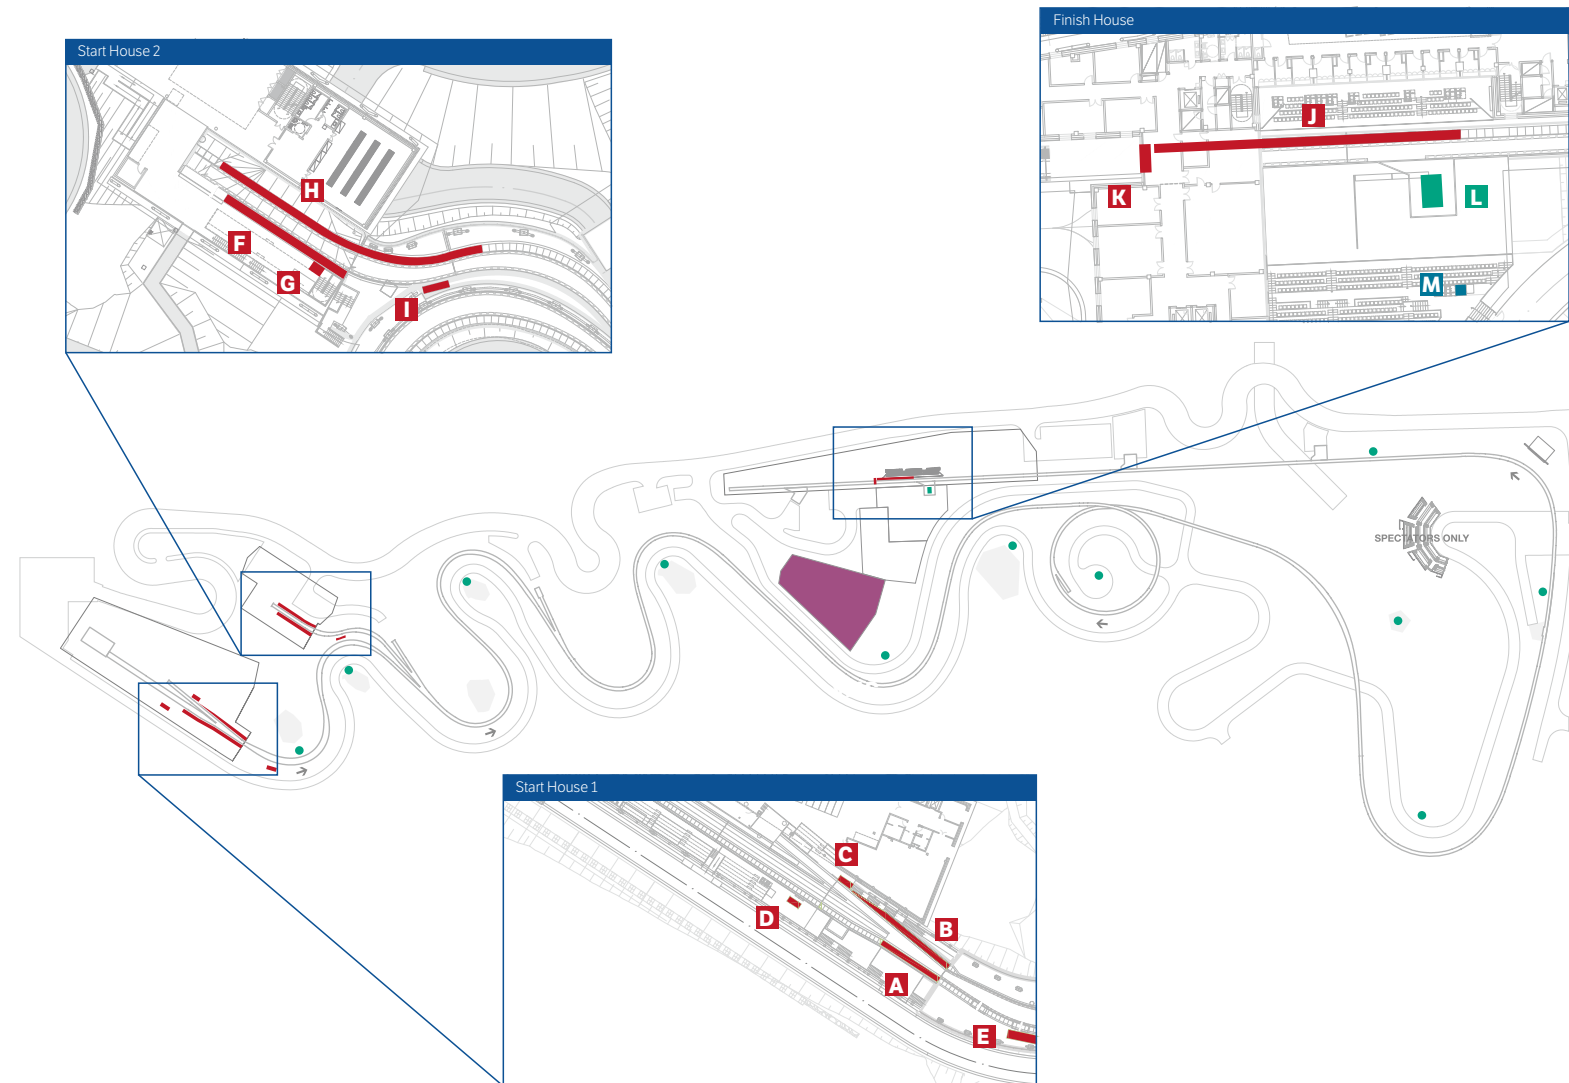 Finish House
Start House 2
J
K
L
M
H
F
G
I
SPECTATORS ONLY
Start House 1
C
D
B
A
E